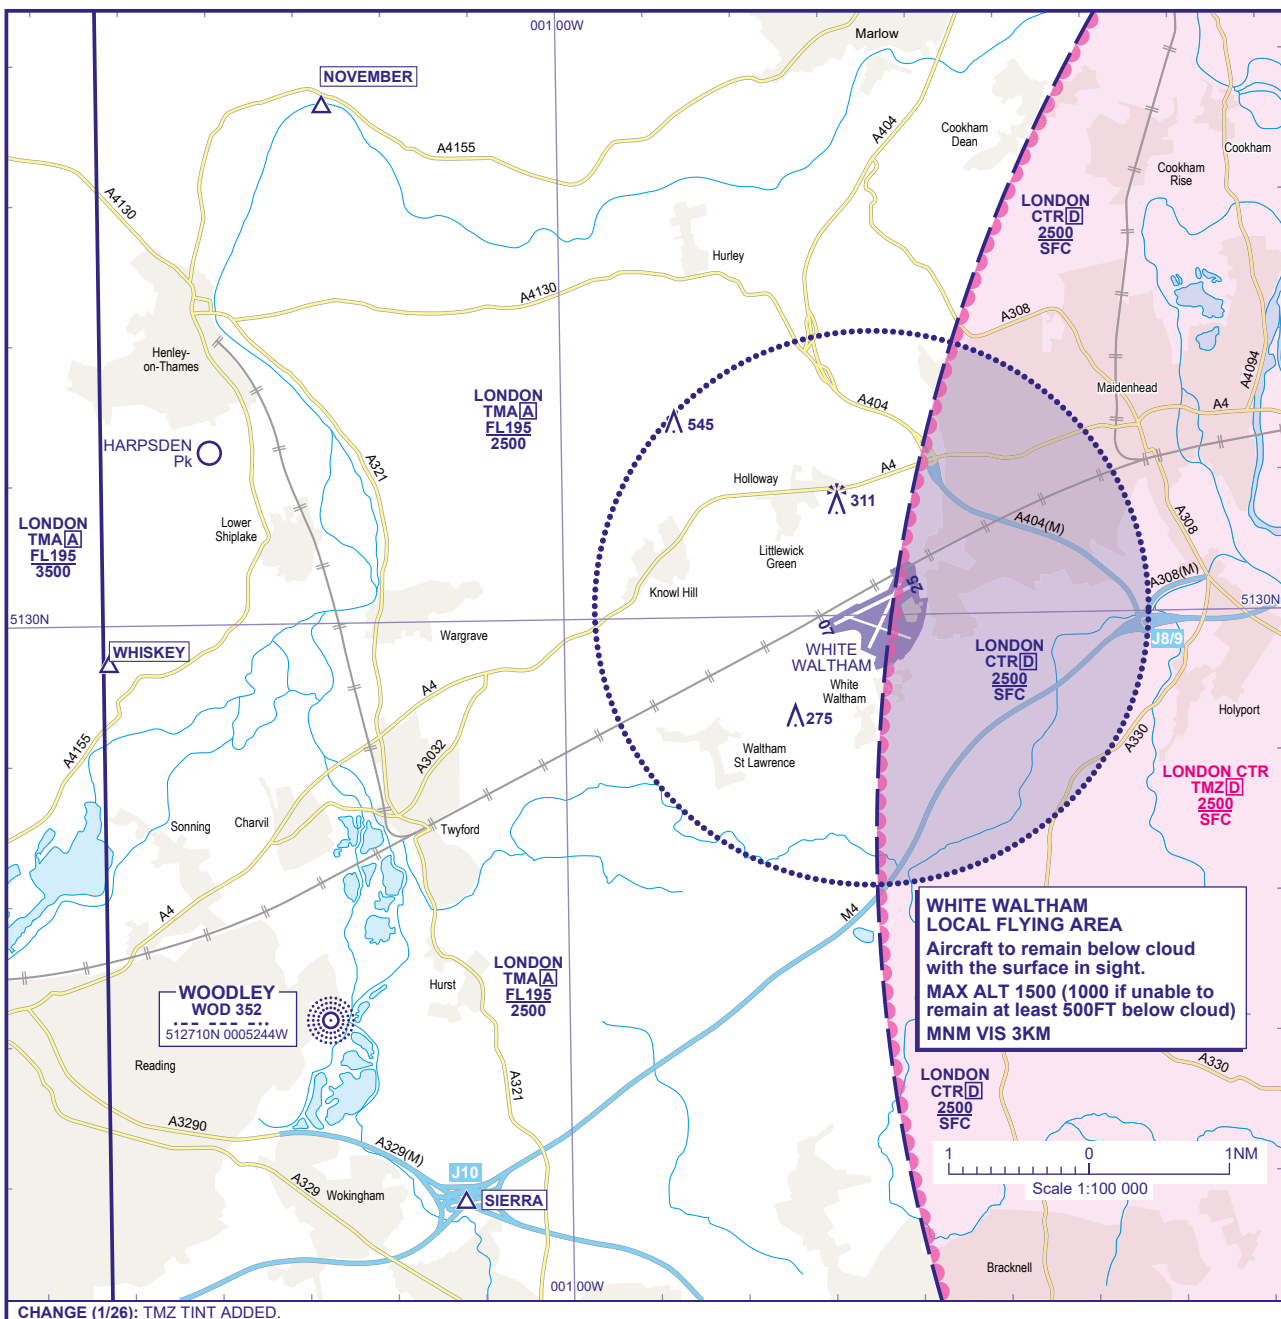 001 00W
Marlow
NOVEMBER
A4155
A404
Cookham
Dean
Cookham
Cookham
Rise
A4130
LONDON
CTR D
2500
SFC
Hurley
A4130
A308
Henley-
on-Thames
A4094
Maidenhead
LONDON
TMA A
FL195
2500
A404
A4
545
HARPSDEN
Pk
A321
A4
Holloway
311
LONDON
TMA A
FL195
3500
Lower
Shiplake
A404(M)
A308
Littlewick
Green
A308(M)
25
Knowl Hill
5130N
5130N
07
Wargrave
WHISKEY
WHITE
WALTHAM
LONDON
CTR D
2500
SFC
J8/9
A4
White
Waltham
Holyport
275
A4155
A3032
Waltham
St Lawrence
A330
LONDON CTR
TMZ D
2500
SFC
Sonning
Charvil
Twyford
A4
M4
WHITE WALTHAM
LOCAL FLYING AREA
Aircraft to remain below cloud
with the surface in sight.
MAX ALT 1500 (1000 if unable to
remain at least 500FT below cloud)
MNM VIS 3KM
LONDON
TMA A
FL195
2500
Hurst
WOODLEY
WOD 352
512710N 0005244W
Reading
A330
LONDON
CTR D
2500
SFC
A321
A3290
A329(M)
1 0 1NM
Scale 1:100 000
J10
A329
Wokingham
SIERRA
Bracknell
001 00W
CHANGE (1/26): TMZ TINT ADDED.